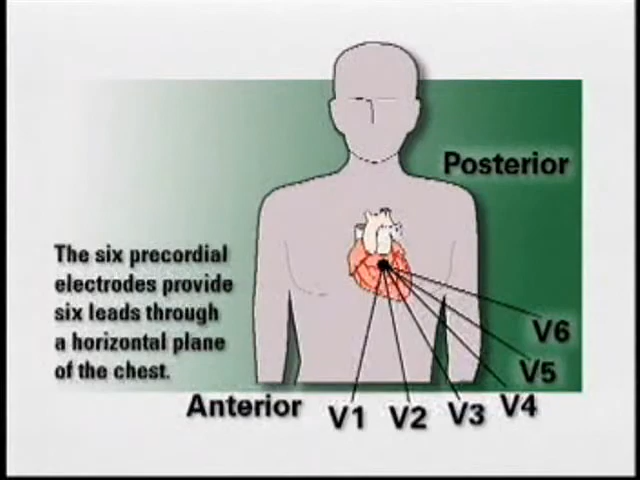 Posterior
The six precordial
electrodes provide
six leads through
a horizontal plane
of the chest.
V6
V5
Anterior V1 V2 V3 V4